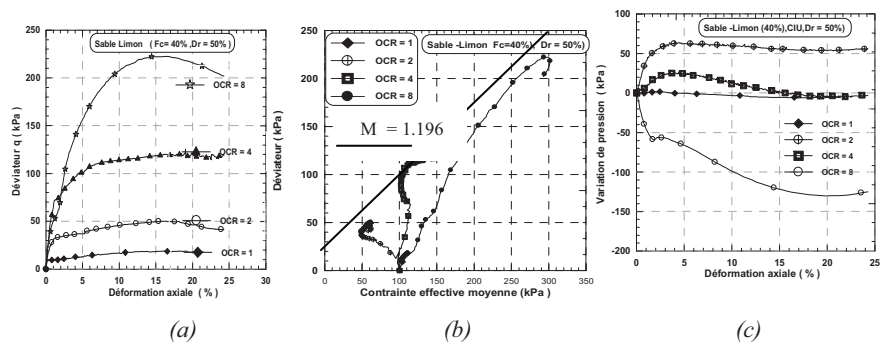 Sable Limon ( Fc= 40% ,Dr = 50%)
Déviateur q ( kPa)
250
200
150
100
50
0
OCR = 8
OCR = 4
OCR = 2
OCR = 1
0 5 10 15 20 25 30
Déformation axiale ( % )
(a)
OCR = 1
OCR = 2
OCR = 4
OCR = 8
Sable -Limon Fc=40%, Dr = 50%)
M = 1.196
Déviateur (kPa)
250
200
150
100
50
0
0 50 100 150 200 250 300 350
Contrainte effective moyenne (kPa)
(b)
Sable -Limon (40%),CIU,Dr = 50%)
Variation de pression (kPa)
100
50
0
-50
-100
-150
-200
OCR = 1
OCR = 2
OCR = 4
OCR = 8
0 5 10 15 20 25
Déformation axiale ( % )
(c)